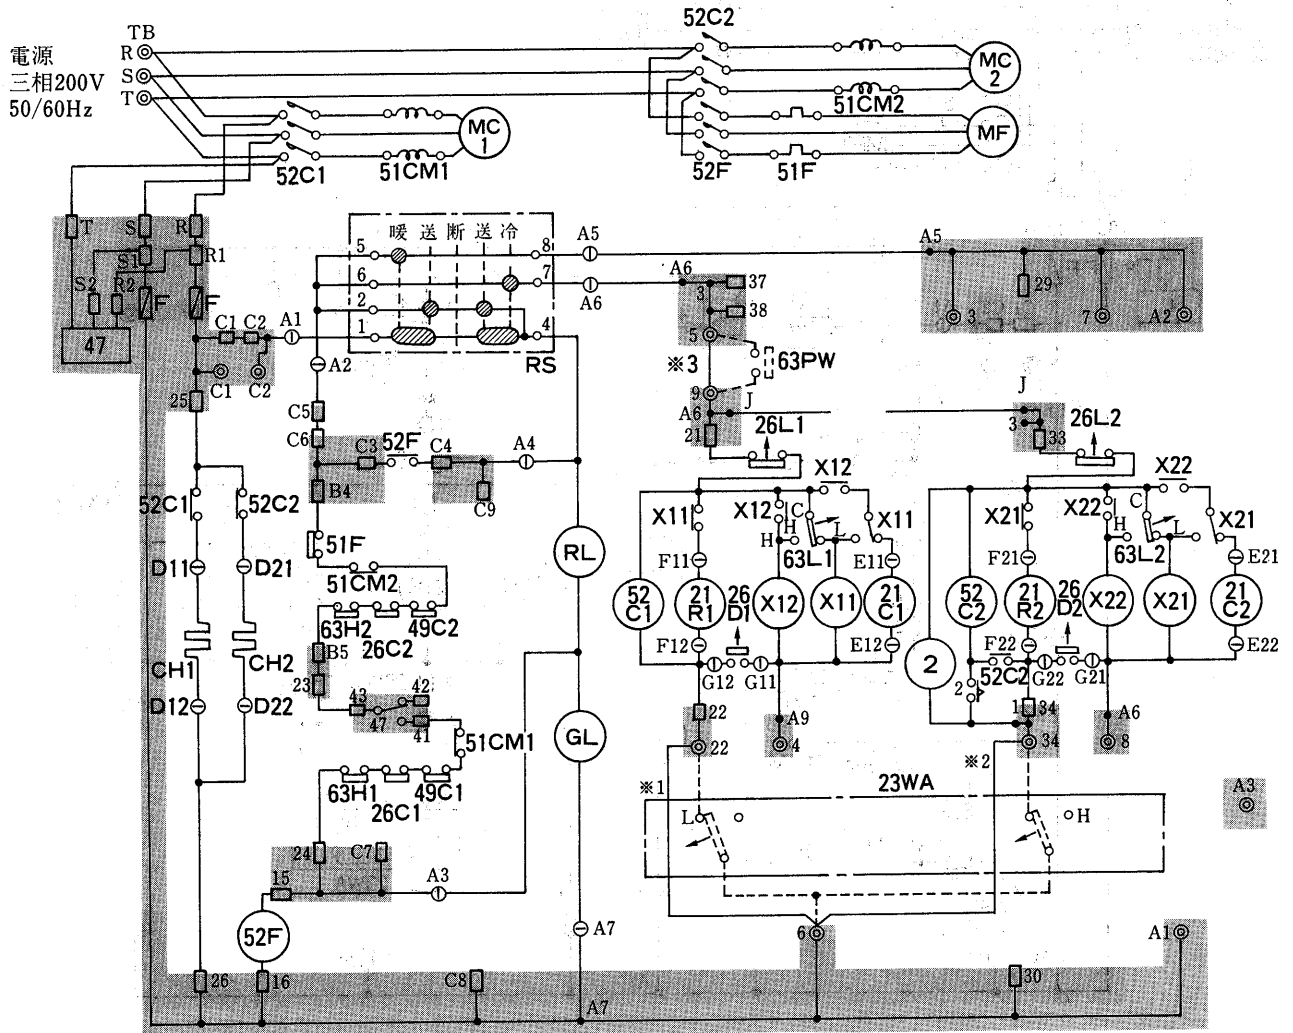 電源
三相200V
50/60Hz
TB
R
S
T
52C2
MC
2
51CM2
MC
1
52C1
51CM1
MF
52F
51F
T
S
R
S1
R1
S2
R2
F
F
47
C1
C2
A1
C1
C2
25
暖 送 断 送 冷
5
8
6
7
2
1
4
RS
A5
A6
A2
A5
3
29
7
A2
A6
3
37
38
5
63PW
※3
9
J
A6
21
26L1
J
3
33
26L2
C5
C6
C3
52F
C4
A4
B4
C9
52C1
52C2
D11
D21
CH1
CH2
D12
D22
51F
51CM2
63H2
26C2
49C2
B5
23
43
42
47
41
51CM1
63H1
26C1
49C1
24
C7
15
A3
52F
26
16
C8
RL
GL
A7
A7
X12
X11
X12
C
X11
H
H
L
63L1
F11
E11
52
C1
21
R1
26
D1
X12
X11
21
C1
F12
E12
G12
G11
22
22
A9
4
X22
X21
X22
C
X21
H
L
63L2
F21
E21
52
C2
21
R2
26
D2
X22
X21
21
C2
F22
E22
2
52C2
G22
G21
2
1
34
34
A6
8
※1
※2
23WA
L
H
A3
6
A1
30